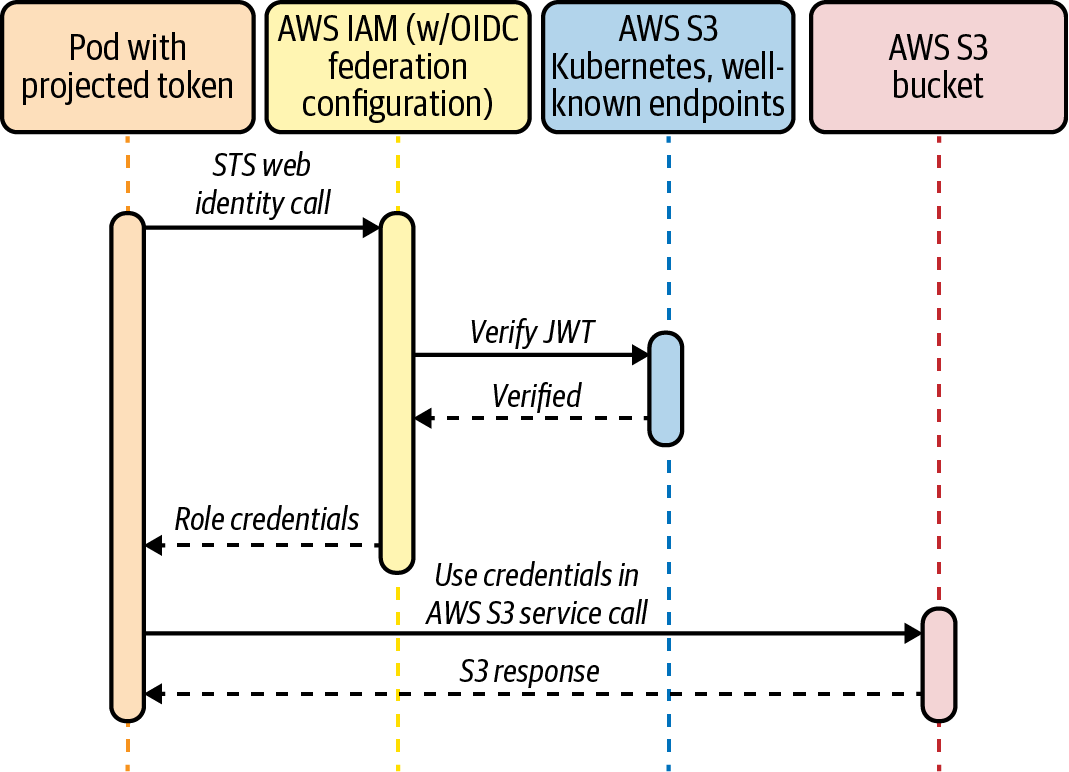 Pod with
projected token
AWS IAM (w/OIDC
federation
configuration)
AWS S3
Kubernetes, well-
known endpoints
AWS S3
bucket
STS web
identity call
Verify JWT
Verified
Role credentials
Use credentials in
AWS S3 service call
S3 response